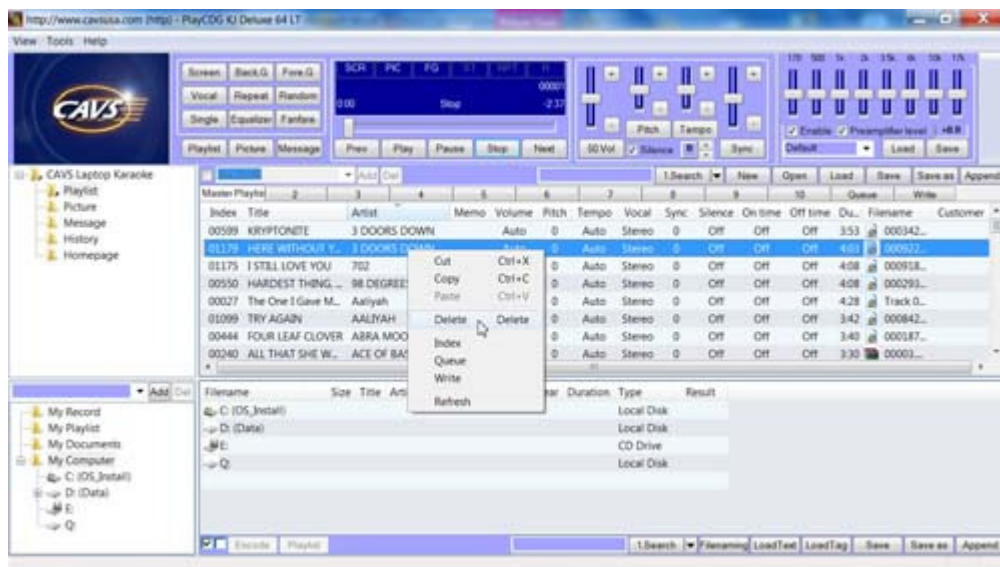 http://www.cavsusa.com (http) - PlayCDG KJ Deluxe 64 LT
View Tools Help
CAVS
Screen Back.G Fore.G
Vocal Repeat Random
Single Equalizer Fanfare
Playlist Picture Message
SCR PIC FG
00001
0:00 Stop -2:37
Prev Play Pause Stop Next
Pitch Tempo
50 Vol Silence Sync
Enable Preamplifier level
Default Load Save
CAVS Laptop Karaoke
Playlist
Picture
Message
History
Homepage
Add Del 1.Search New Open Load Save Save as Append
Master Playlist 2 3 4 5 6 7 8 9 10 Queue Write
Index Title Artist Memo Volume Pitch Tempo Vocal Sync Silence On time Off time Du... Filename Customer
00599 KRYPTONITE 3 DOORS DOWN Auto 0 Auto Stereo 0 Off Off Off 3:53 000342...
01179 HERE WITHOUT Y... 3 DOORS DOWN Auto 0 Auto Stereo 0 Off Off Off 4:03 000922...
01175 I STILL LOVE YOU 702 0 Auto Stereo 0 Off Off Off 4:08 000918...
00550 HARDEST THING, ... 98 DEGREE 0 Auto Stereo 0 Off Off Off 4:08 000293...
00027 The One I Gave M... Aaliyah 0 Auto Stereo 0 Off Off Off 4:28 Track 0...
01099 TRY AGAIN AALIYAH 0 Auto Stereo 0 Off Off Off 3:42 000842...
00444 FOUR LEAF CLOVER ABRA MOO 0 Auto Stereo 0 Off Off Off 3:40 000187...
00240 ALL THAT SHE W... ACE OF BAS 0 Auto Stereo 0 Off Off Off 3:30 00003...
Cut Ctrl+X
Copy Ctrl+C
Paste Ctrl+V
Delete Delete
Index
Queue
Write
Refresh
Add Del
My Record
My Playlist
My Documents
My Computer
C: (OS_Install)
D: (Data)
E:
Q:
Filename Size Title Arti ear Duration Type Result
C: (OS_Install) Local Disk
D: (Data) Local Disk
E: CD Drive
Q: Local Disk
Encode Playlist 1.Search Filenaming LoadText LoadTag Save Save as Append